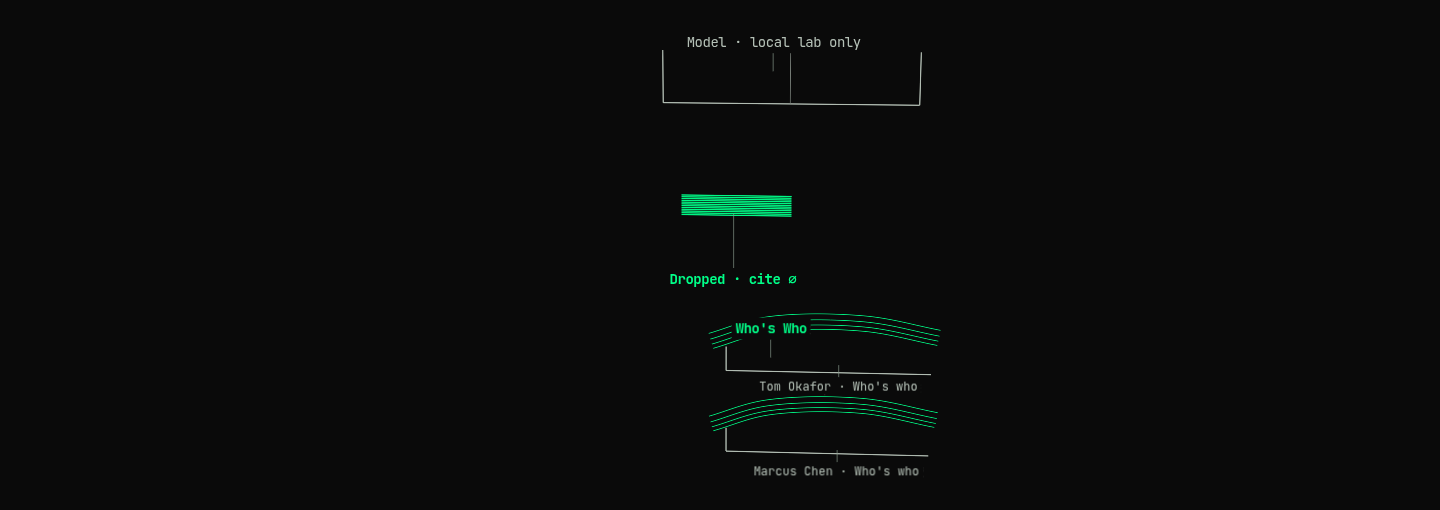 Model · local lab only
Dropped · cite ∅
Who's Who
Tom Okafor · Who's who
Marcus Chen · Who's who